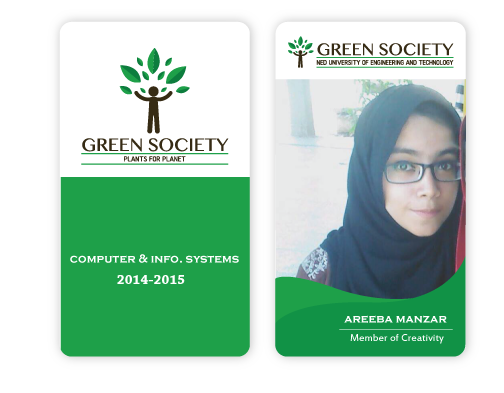 GREEN SOCIETY
PLANTS FOR PLANET
COMPUTER & INFO. SYSTEMS
2014-2015
GREEN SOCIETY
NED UNIVERSITY OF ENGINEERING AND TECHNOLOGY
AREEBA MANZAR
Member of Creativity